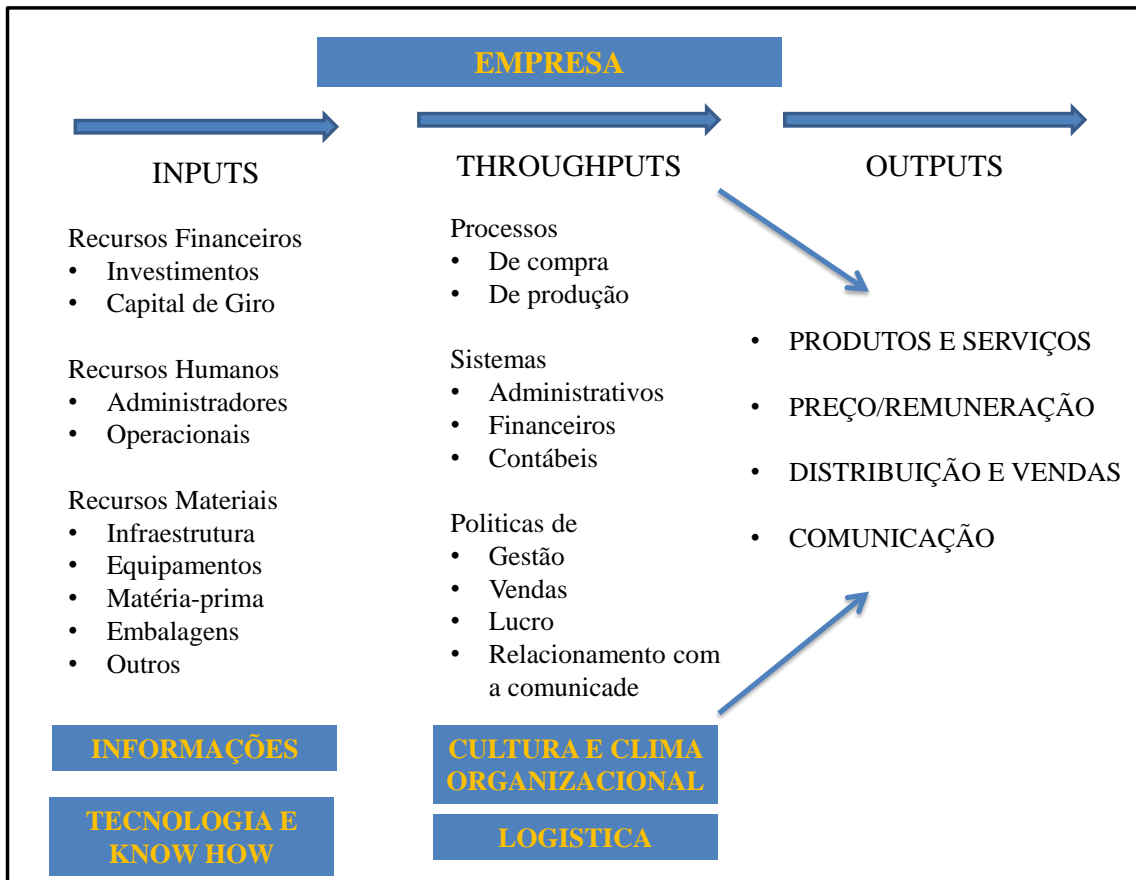 EMPRESA
INPUTS
Recursos Financeiros
• Investimentos
• Capital de Giro
Recursos Humanos
• Administradores
• Operacionais
Recursos Materiais
• Infraestrutura
• Equipamentos
• Matéria-prima
• Embalagens
• Outros
INFORMAÇÕES
TECNOLOGIA E
KNOW HOW
THROUGHPUTS
Processos
• De compra
• De produção
Sistemas
• Administrativos
• Financeiros
• Contábeis
Politicas de
• Gestão
• Vendas
• Lucro
• Relacionamento com
a comunicade
CULTURA E CLIMA
ORGANIZACIONAL
LOGISTICA
OUTPUTS
• PRODUTOS E SERVIÇOS
• PREÇO/REMUNERAÇÃO
• DISTRIBUIÇÃO E VENDAS
• COMUNICAÇÃO